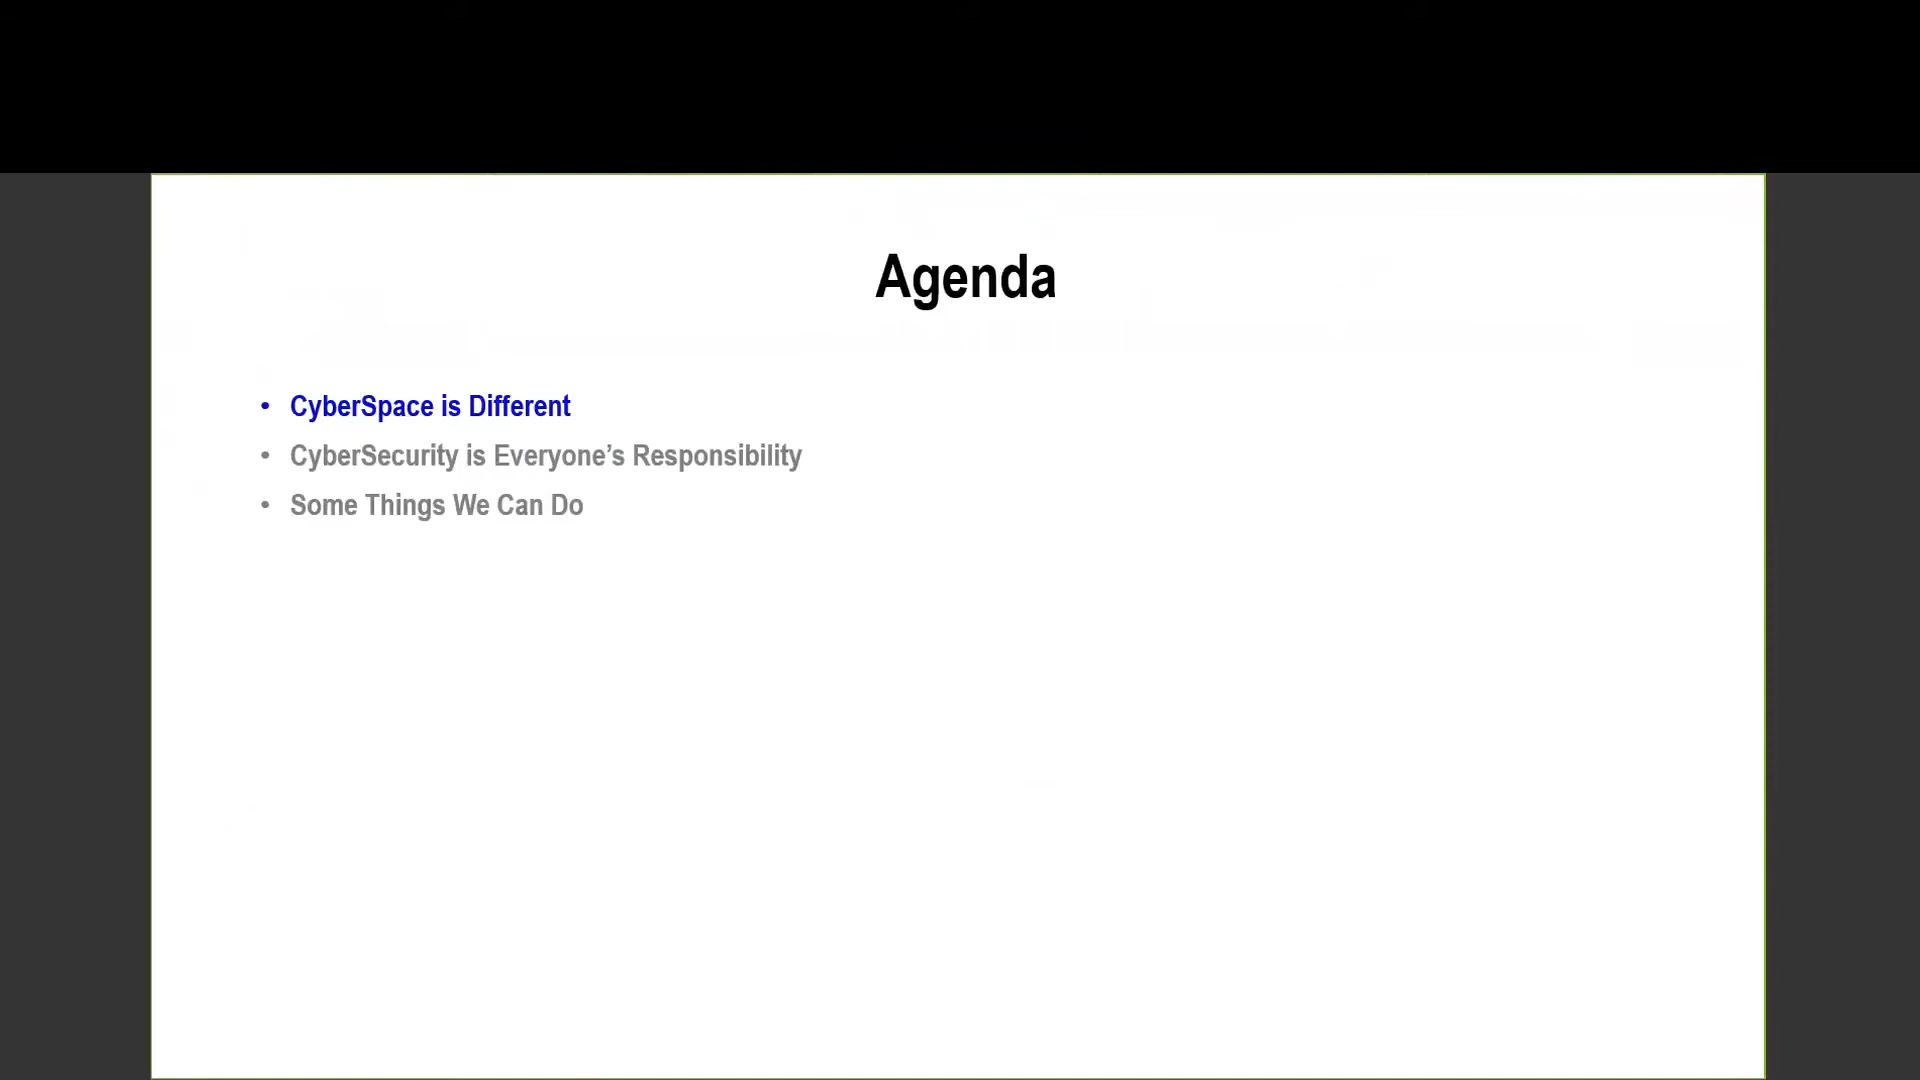 Agenda
• CyberSpace is Different
• CyberSecurity is Everyone’s Responsibility
• Some Things We Can Do